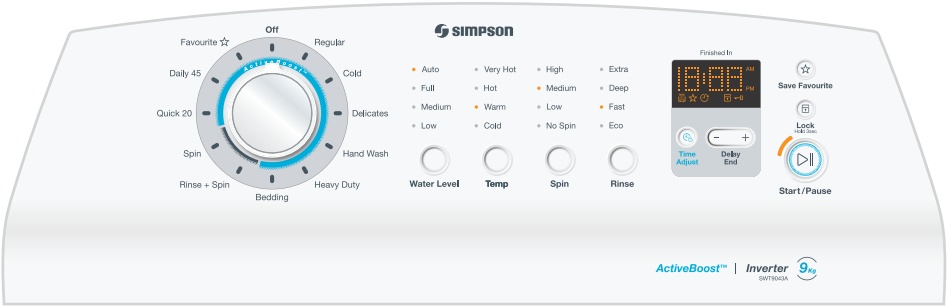 SIMPSON
Off
Regular
Cold
Delicates
Hand Wash
Heavy Duty
Bedding
Rinse + Spin
Spin
Quick 20
Daily 45
Favourite ☆
ActiveBoost™
Auto
Full
Medium
Low
Water Level
Very Hot
Hot
Warm
Cold
Temp
High
Medium
Low
No Spin
Spin
Extra
Deep
Fast
Eco
Rinse
Finished In
18:88
AM
PM
Time
Adjust
- +
Delay
End
Save Favourite
Lock
Hold 3sec
Start/Pause
ActiveBoost™ | Inverter 9Kg
SWT9043A